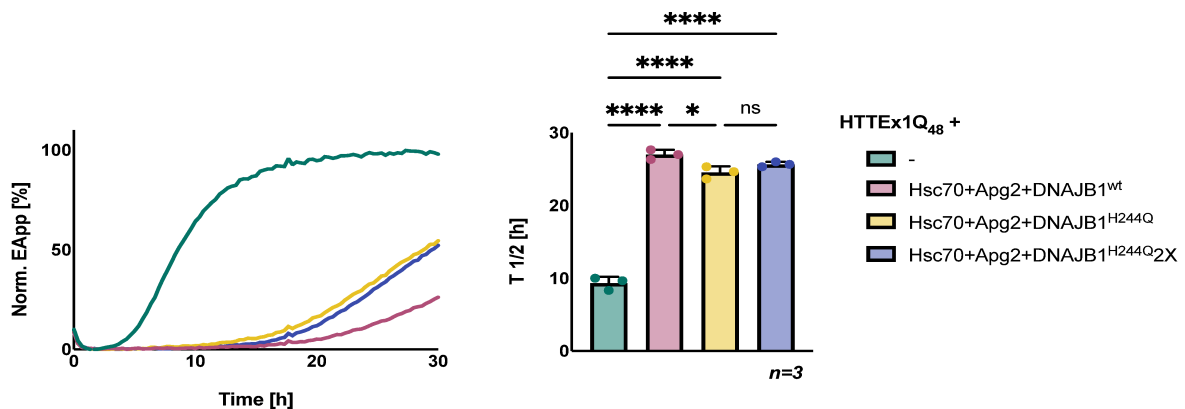 Norm. EApp [%]
100
50
0
0
10
20
30
Time [h]
T 1/2 [h]
30
20
10
0
****
****
****
*
ns
n=3
HTTEx1Q48 +
-
Hsc70+Apg2+DNAJB1wt
Hsc70+Apg2+DNAJB1H244Q
Hsc70+Apg2+DNAJB1H244Q2X